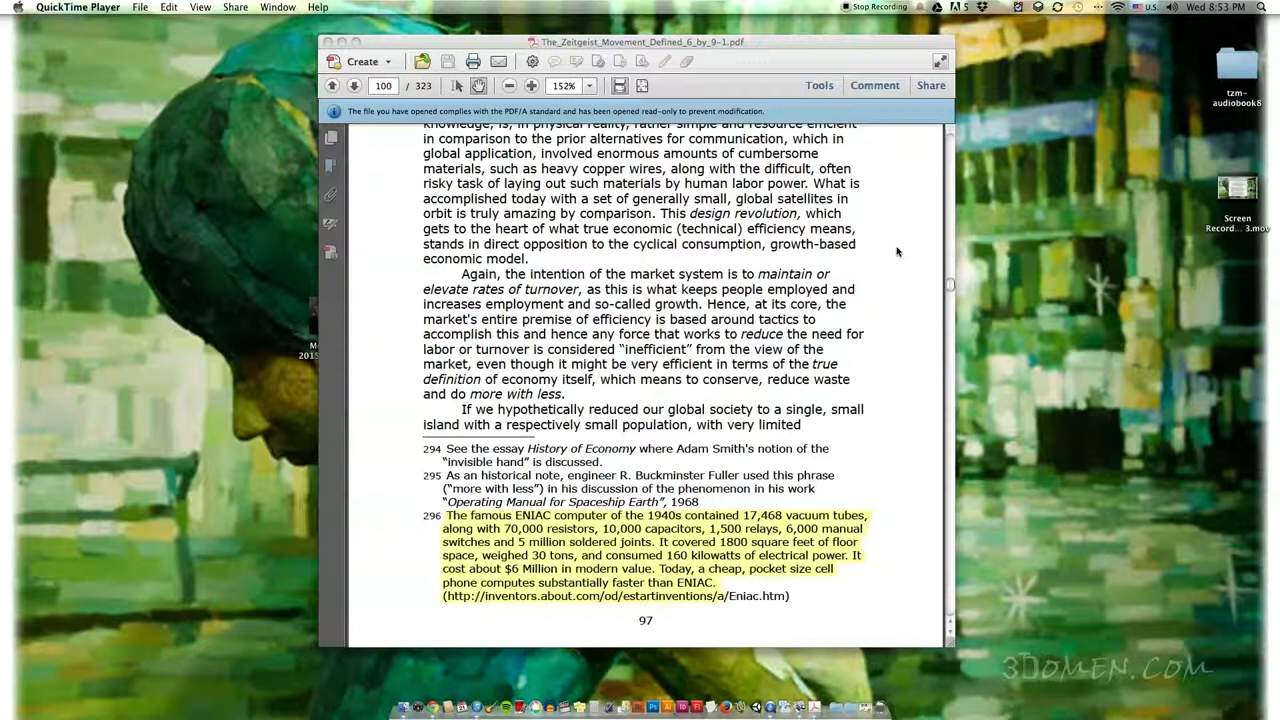 QuickTime Player File Edit View Share Window Help
Stop Recording
5
U.S.
Wed 8:53 PM
The_Zeitgeist_Movement_Defined_6_by_9-1.pdf
Create
100 / 323
152%
Tools Comment Share
The file you have opened complies with the PDF/A standard and has been opened read-only to prevent modification.
knowledge, is, in physical reality, rather simple and resource efficient
in comparison to the prior alternatives for communication, which in
global application, involved enormous amounts of cumbersome
materials, such as heavy copper wires, along with the difficult, often
risky task of laying out such materials by human labor power. What is
accomplished today with a set of generally small, global satellites in
orbit is truly amazing by comparison. This design revolution, which
gets to the heart of what true economic (technical) efficiency means,
stands in direct opposition to the cyclical consumption, growth-based
economic model.
Again, the intention of the market system is to maintain or
elevate rates of turnover, as this is what keeps people employed and
increases employment and so-called growth. Hence, at its core, the
market's entire premise of efficiency is based around tactics to
accomplish this and hence any force that works to reduce the need for
labor or turnover is considered “inefficient” from the view of the
market, even though it might be very efficient in terms of the true
definition of economy itself, which means to conserve, reduce waste
and do more with less.
If we hypothetically reduced our global society to a single, small
island with a respectively small population, with very limited
294 See the essay History of Economy where Adam Smith's notion of the
“invisible hand” is discussed.
295 As an historical note, engineer R. Buckminster Fuller used this phrase
(“more with less”) in his discussion of the phenomenon in his work
“Operating Manual for Spaceship Earth”, 1968
296 The famous ENIAC computer of the 1940s contained 17,468 vacuum tubes,
along with 70,000 resistors, 10,000 capacitors, 1,500 relays, 6,000 manual
switches and 5 million soldered joints. It covered 1800 square feet of floor
space, weighed 30 tons, and consumed 160 kilowatts of electrical power. It
cost about $6 Million in modern value. Today, a cheap, pocket size cell
phone computes substantially faster than ENIAC.
(http://inventors.about.com/od/estartinventions/a/Eniac.htm)
97
tzm-
audiobook8
Screen
Record... 3.mov
2015
3DOMEN.COM